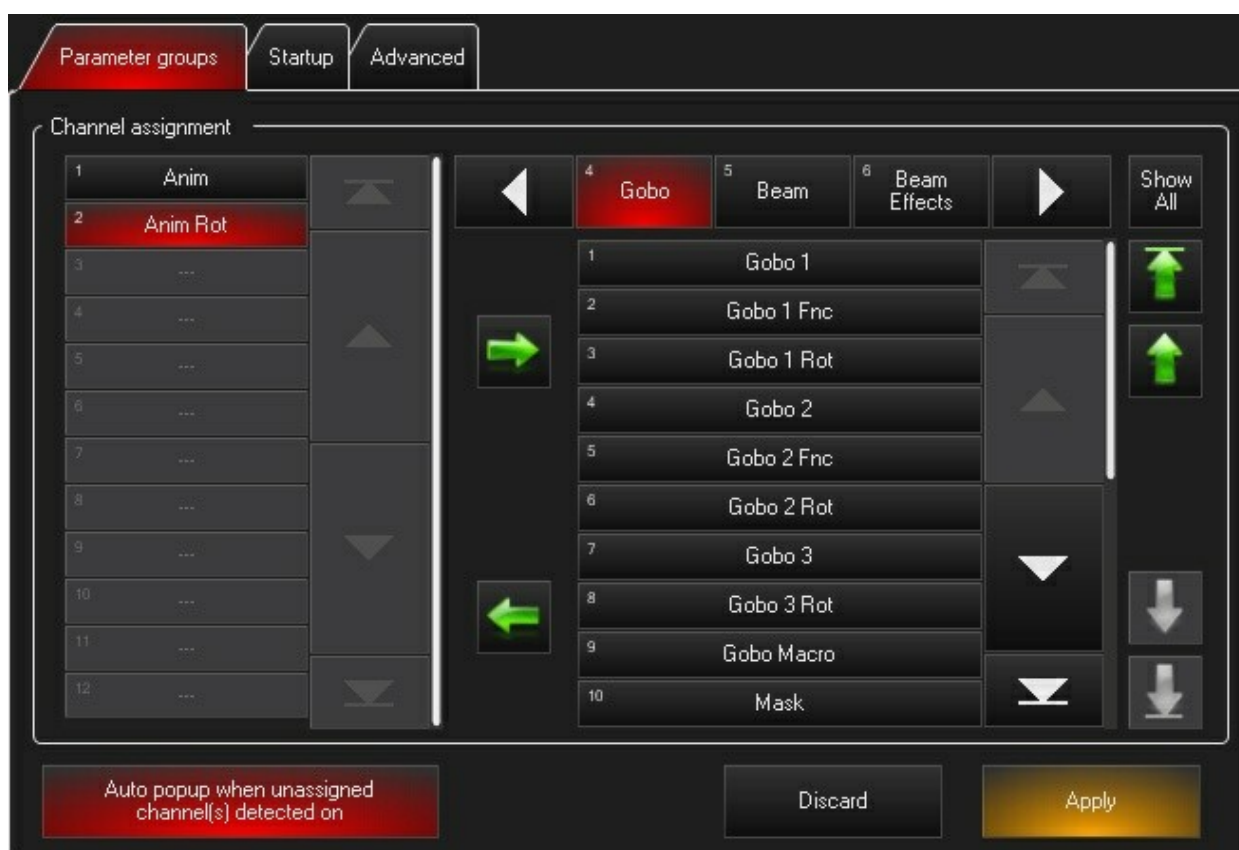 Parameter groups
Startup
Advanced
Channel assignment
1 Anim
2 Anim Rot
3 ---
4 ---
5 ---
6 ---
7 ---
8 ---
9 ---
10 ---
11 ---
12 ---
4 Gobo
5 Beam
6 Beam
Effects
Show
All
1 Gobo 1
2 Gobo 1 Fnc
3 Gobo 1 Rot
4 Gobo 2
5 Gobo 2 Fnc
6 Gobo 2 Rot
7 Gobo 3
8 Gobo 3 Rot
9 Gobo Macro
10 Mask
Auto popup when unassigned
channel(s) detected on
Discard
Apply